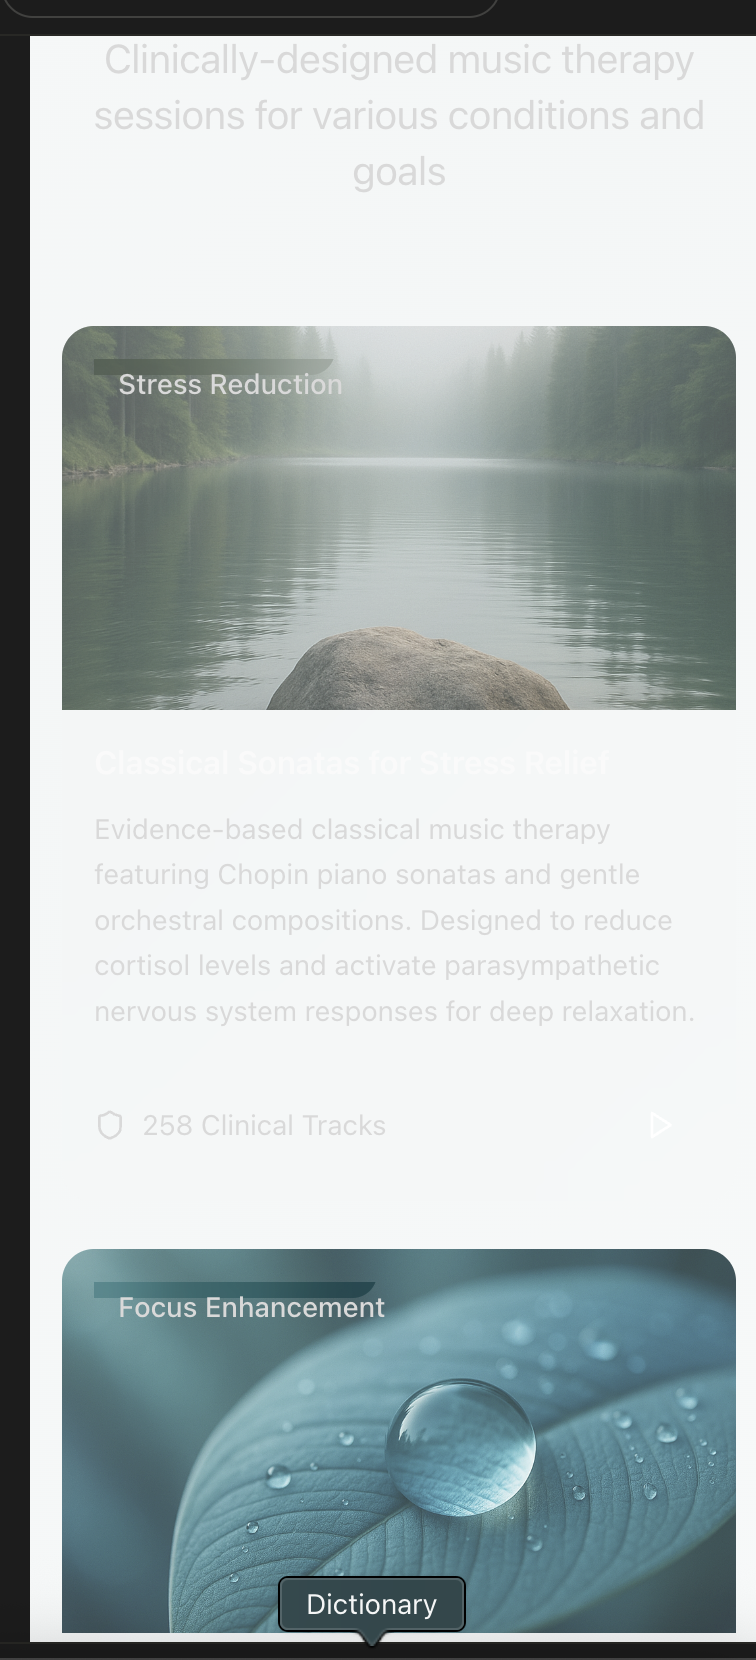 Clinically-designed music therapy
sessions for various conditions and
goals
Stress Reduction
Classical Sonatas for Stress Relief
Evidence-based classical music therapy
featuring Chopin piano sonatas and gentle
orchestral compositions. Designed to reduce
cortisol levels and activate parasympathetic
nervous system responses for deep relaxation.
258 Clinical Tracks
Focus Enhancement
Dictionary